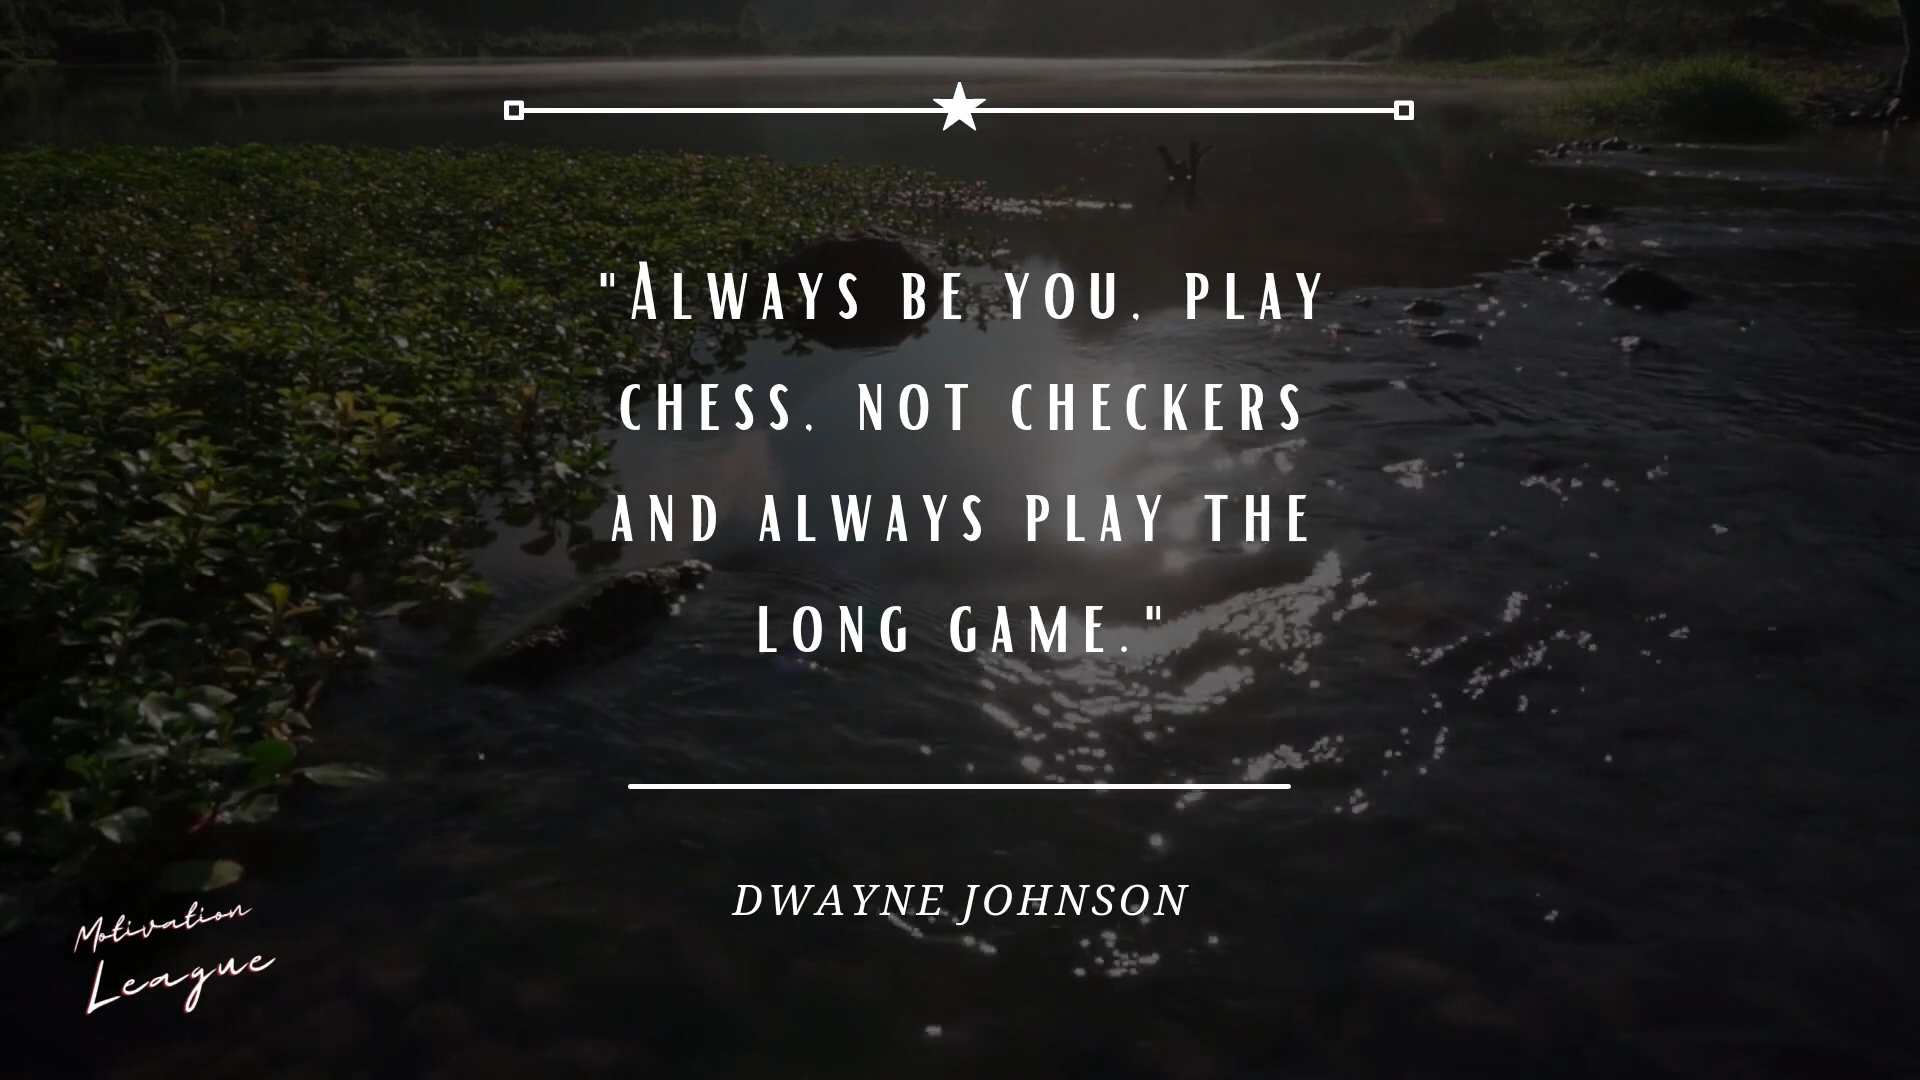 "Always be you, play
chess, not checkers
and always play the
long game."
DWAYNE JOHNSON
Motivation
League